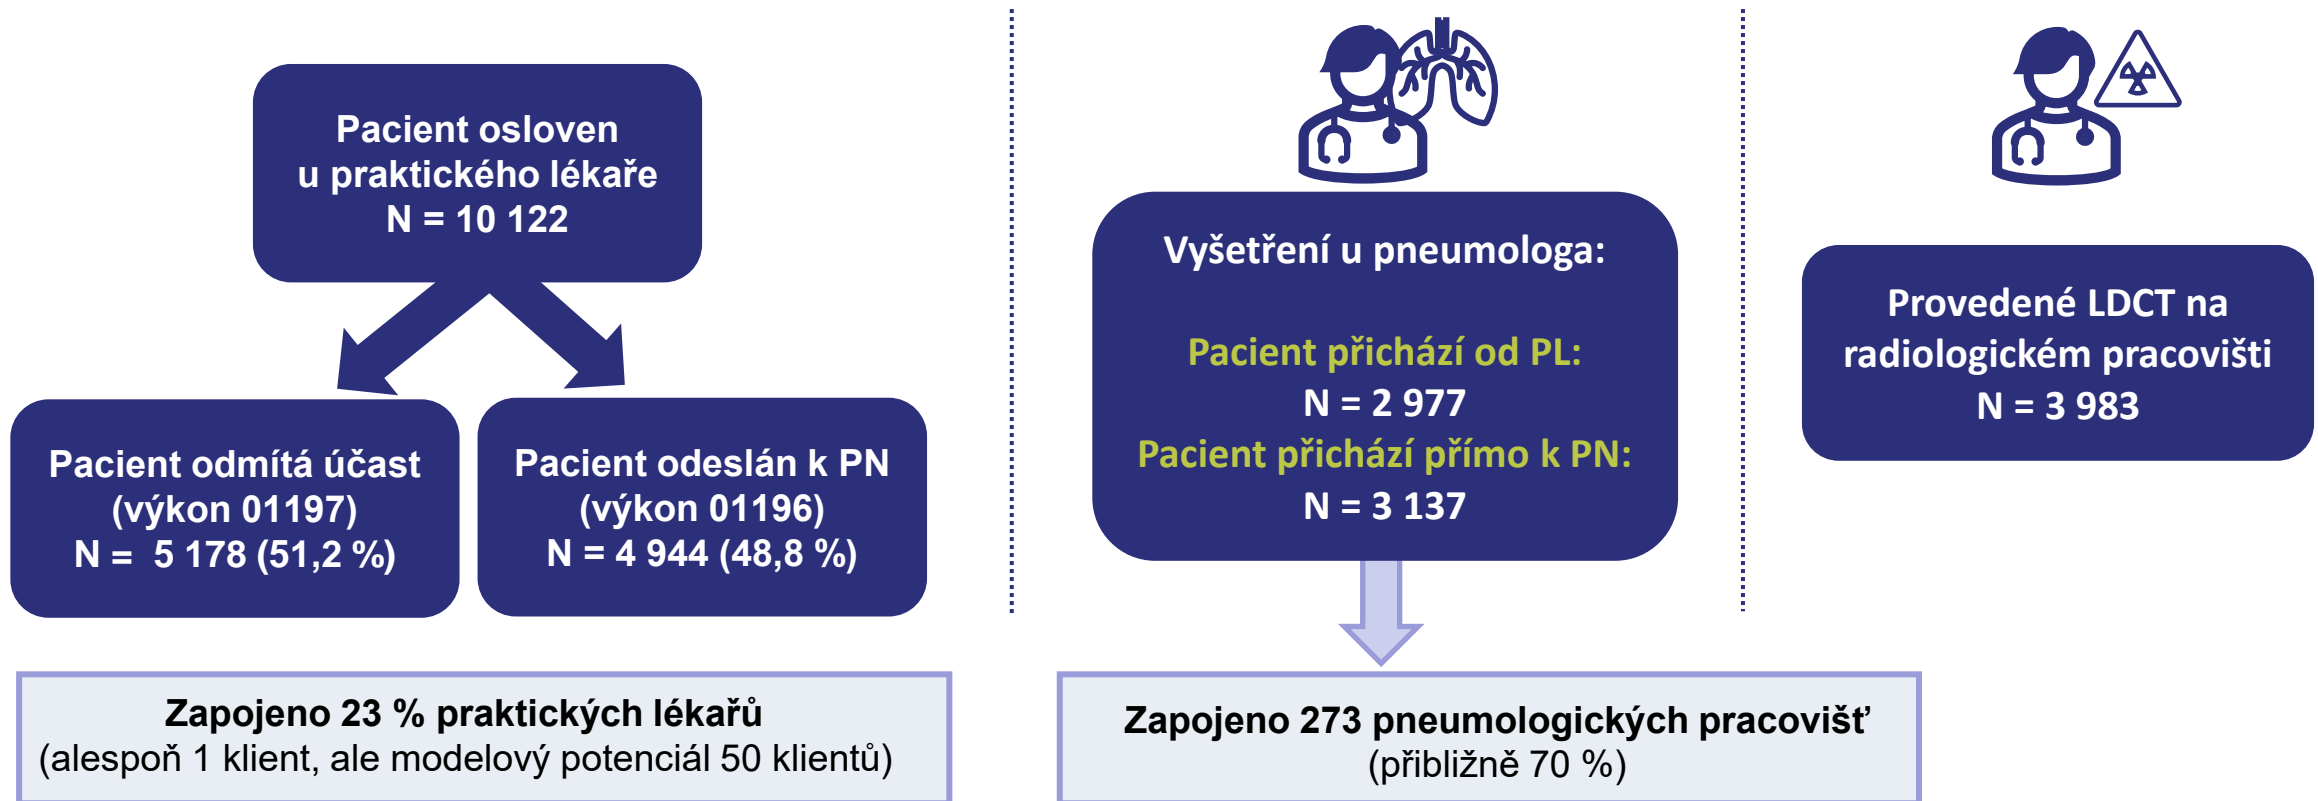 Pacient osloven
u praktického lékaře
N = 10 122
Pacient odmítá účast
(výkon 01197)
N =  5 178 (51,2 %)
Pacient odeslán k PN
(výkon 01196)
N = 4 944 (48,8 %)
Zapojeno 23 % praktických lékařů
(alespoň 1 klient, ale modelový potenciál 50 klientů)
Vyšetření u pneumologa:
Pacient přichází od PL:
N = 2 977
Pacient přichází přímo k PN:
N = 3 137
Zapojeno 273 pneumologických pracovišť
(přibližně 70 %)
Provedené LDCT na
radiologickém pracovišti
N = 3 983